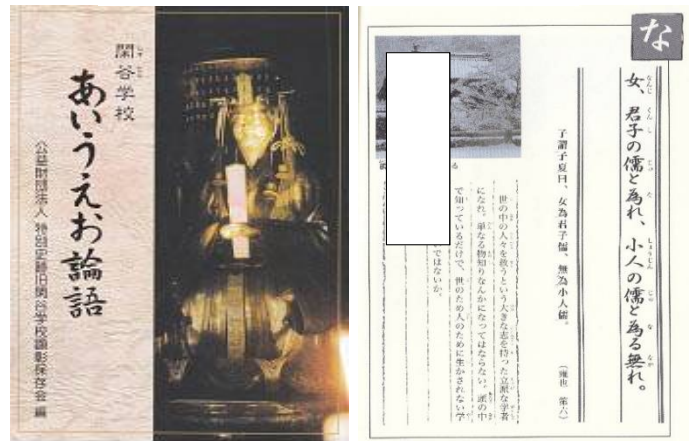 閑谷学校
あいうえお論語
公益財団法人 特別史跡旧閑谷学校顕彰保存会 編
な
女、君子の儒と為れ、小人の儒と為る無れ。
子謂子夏曰、女為君子儒、無為小人儒。
(雍也 第六)
世の中の人々を救うという大きな志を持った立派な学者
になれ。単なる物知りなんかになってはならない。頭の中
で知っているだけで、世のため人のために生かされない学
ではないか。
る